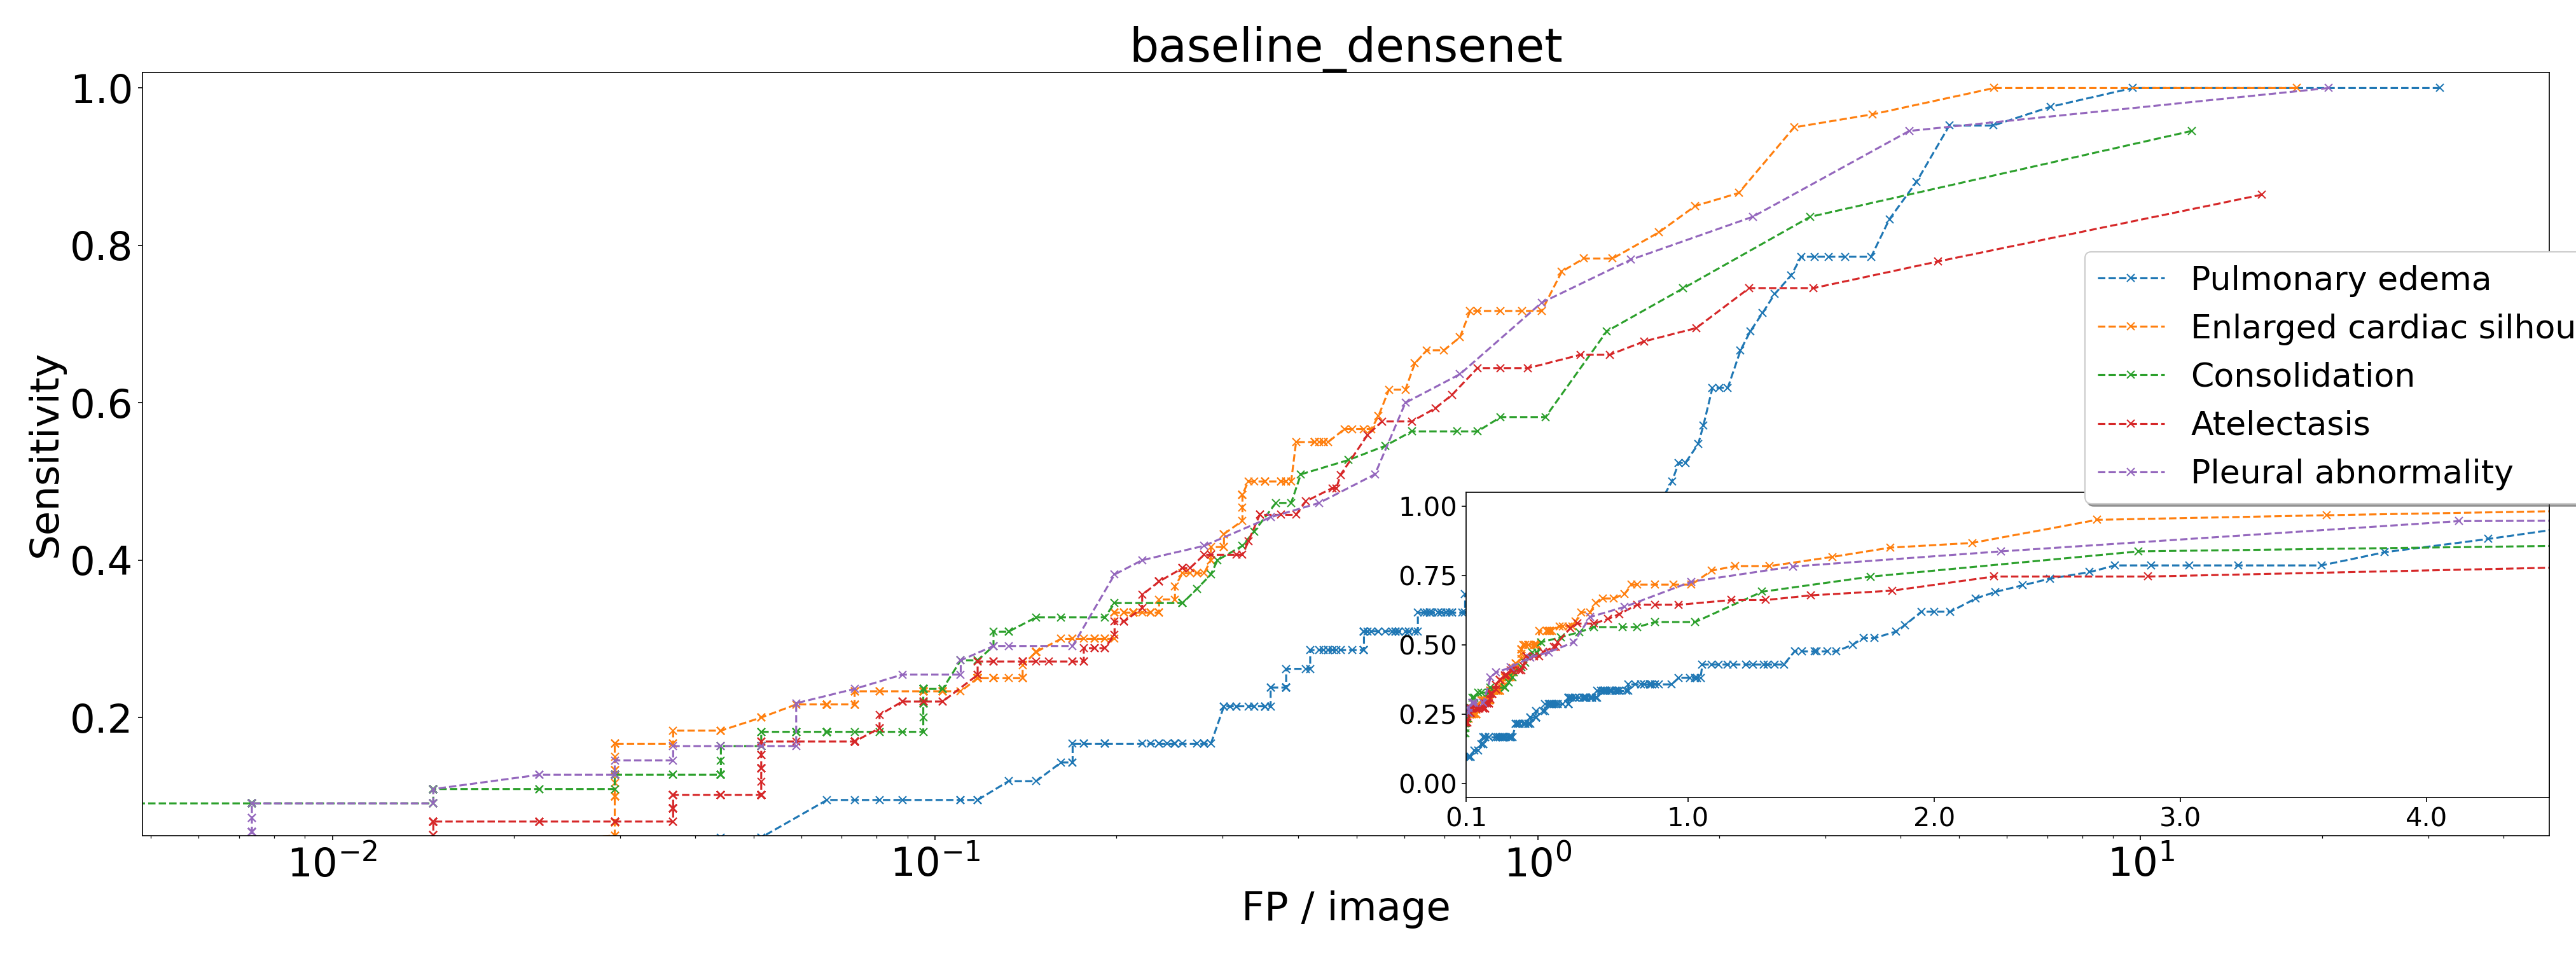 baseline_densenet
1.0
0.8
0.6
0.4
0.2
Sensitivity
Pulmonary edema
Enlarged cardiac silhou
Consolidation
Atelectasis
Pleural abnormality
1.00
0.75
0.50
0.25
0.00
0.1 1.0 2.0 3.0 4.0
10⁻² 10⁻¹ 10⁰ 10¹
FP / image